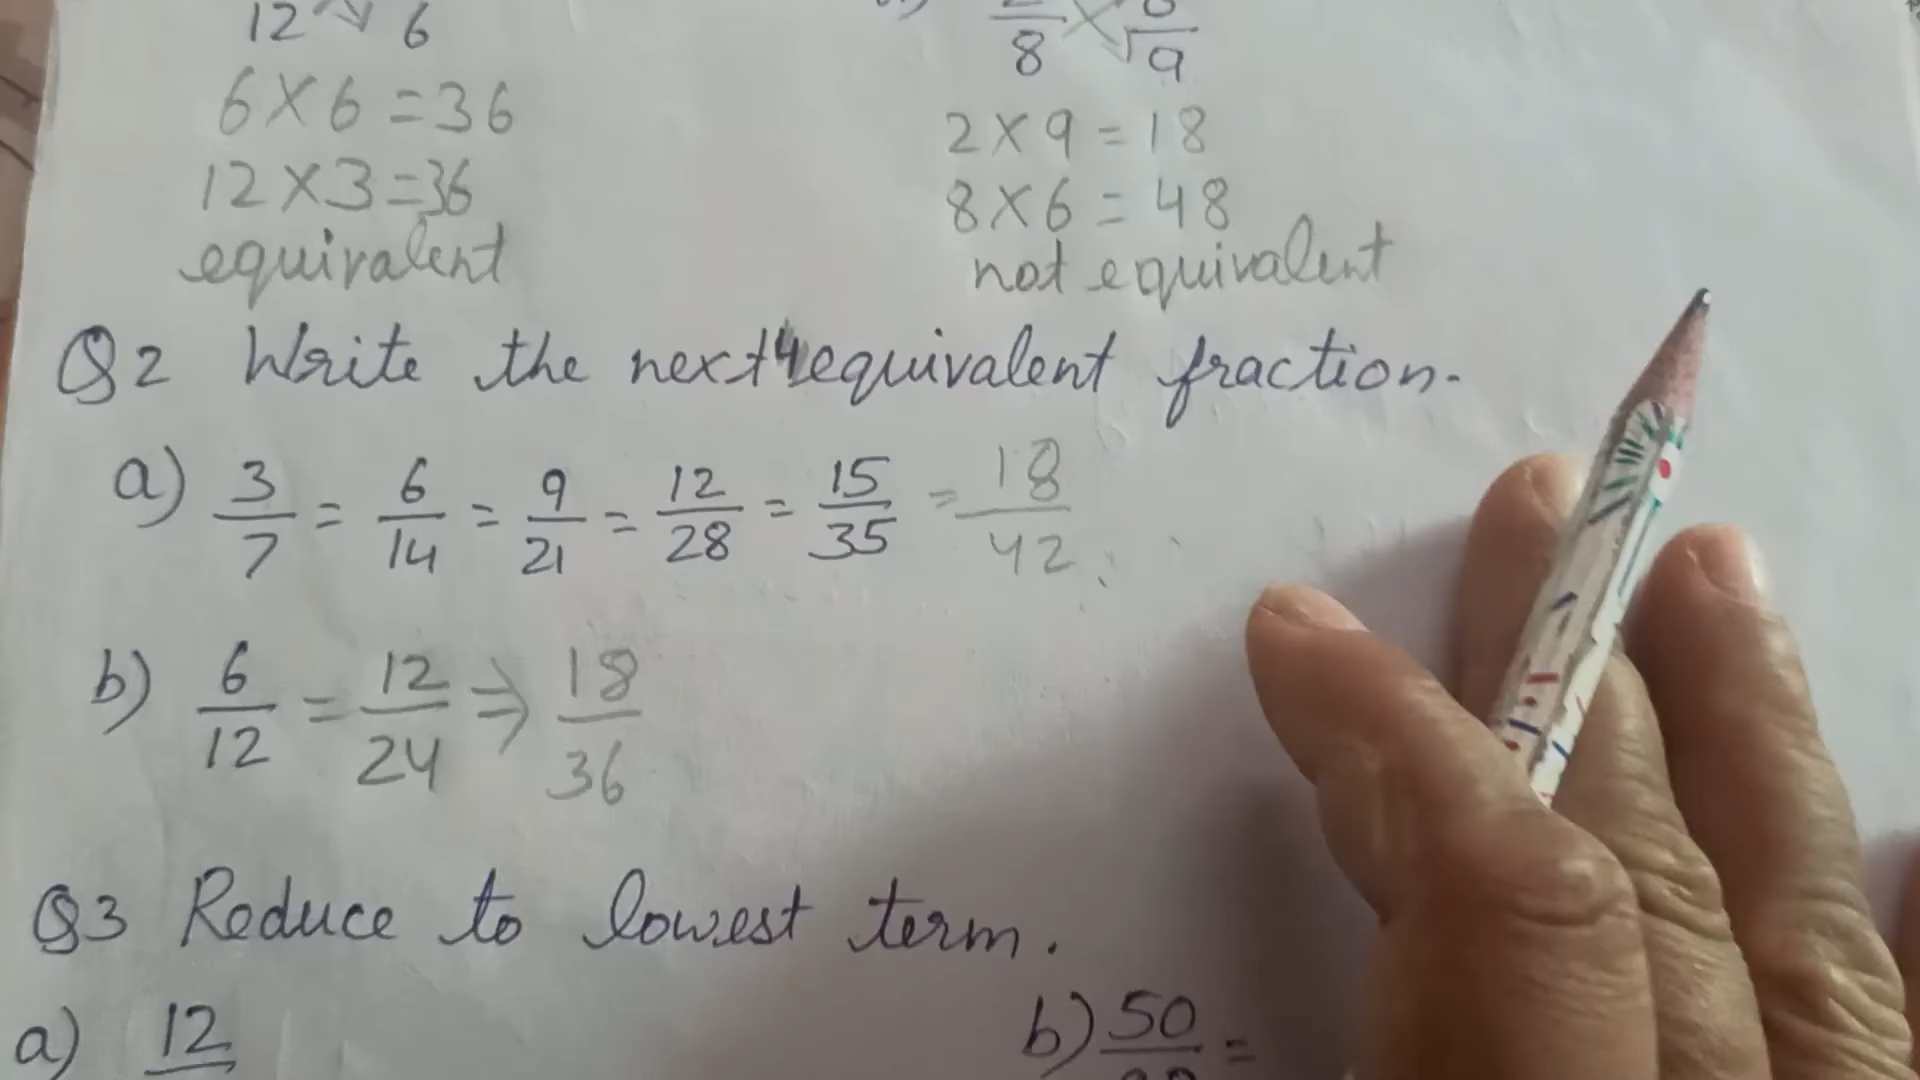 12 6
6 X 6 = 36
12 X 3 = 36
equivalent
8 9
2 X 9 = 18
8 X 6 = 48
not equivalent
Q2 Write the next 4 equivalent fraction.
a) 3/7 = 6/14 = 9/21 = 12/28 = 15/35 = 18/42
b) 6/12 = 12/24 ⇒ 18/36
Q3 Reduce to lowest term.
a) 12
b) 50 =